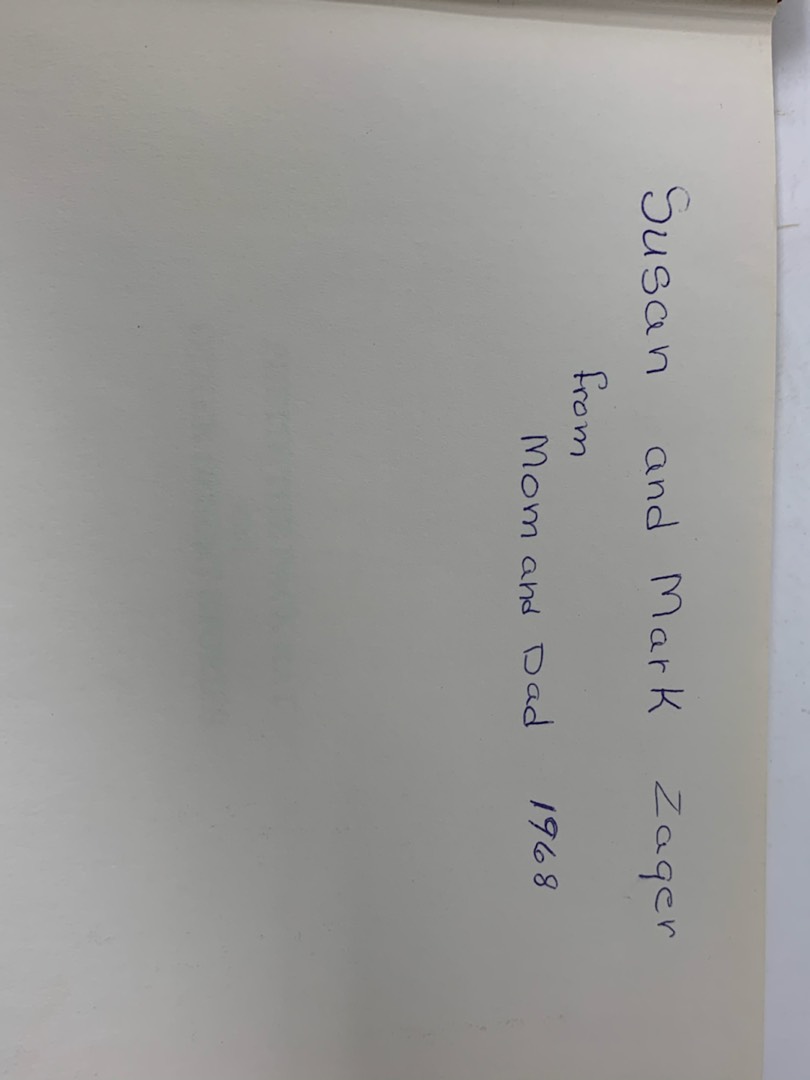 Susan and Mark Zager
from
Mom and Dad 1968